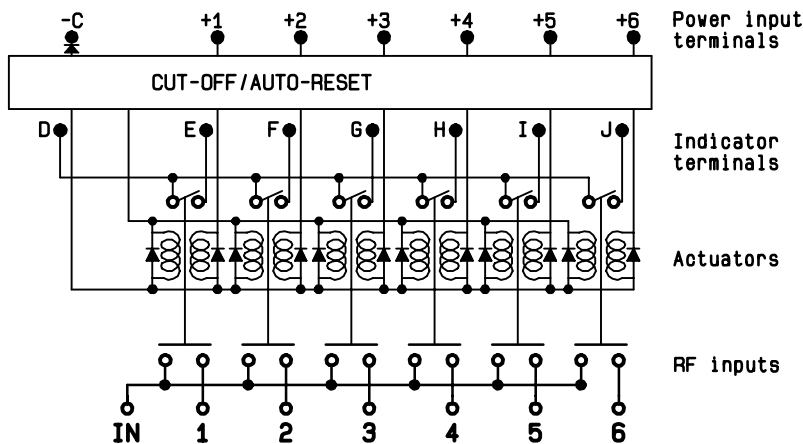 -C +1 +2 +3 +4 +5 +6 Power input
terminals
CUT-OFF/AUTO-RESET
D E F G H I J Indicator
terminals
Actuators
RF inputs
IN 1 2 3 4 5 6